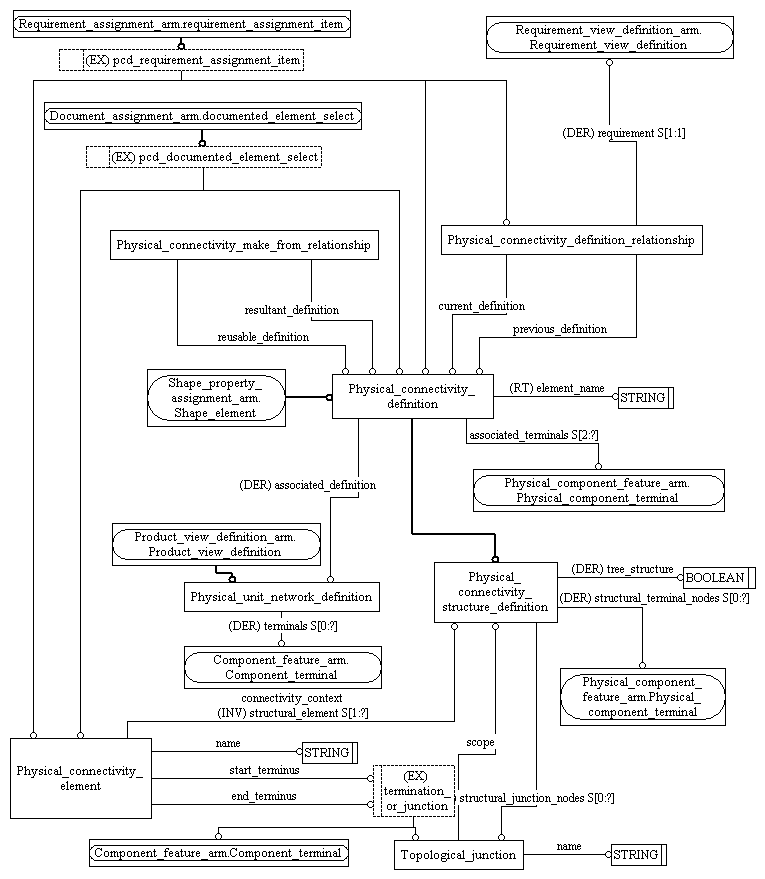 Requirement_assignment_arm.requirement_assignment_item
(EX) pcd_requirement_assignment_item
Requirement_view_definition_arm.
Requirement_view_definition
Document_assignment_arm.documented_element_select
(DER) requirement S[1:1]
(EX) pcd_documented_element_select
Physical_connectivity_make_from_relationship
Physical_connectivity_definition_relationship
resultant_definition
current_definition
reusable_definition
previous_definition
Shape_property_
assignment_arm.
Shape_element
Physical_connectivity_
definition
(RT) element_name
STRING
associated_terminals S[2:?]
(DER) associated_definition
Physical_component_feature_arm.
Physical_component_terminal
Product_view_definition_arm.
Product_view_definition
Physical_unit_network_definition
Physical_
connectivity_
structure_definition
(DER) tree_structure
BOOLEAN
(DER) structural_terminal_nodes S[0:?]
(DER) terminals S[0:?]
Component_feature_arm.
Component_terminal
Physical_component_
feature_arm.Physical_
component_terminal
connectivity_context
(INV) structural_element S[1:?]
Physical_connectivity_
element
name
STRING
scope
start_terminus
end_terminus
(EX)
termination_
or_junction
structural_junction_nodes S[0:?]
Component_feature_arm.Component_terminal
Topological_junction
name
STRING